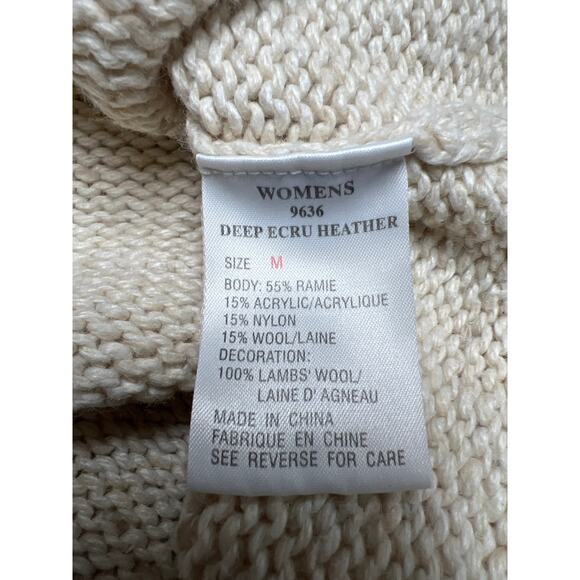 WOMENS
9636
DEEP ECRU HEATHER
SIZE M
BODY: 55% RAMIE
15% ACRYLIC/ACRYLIQUE
15% NYLON
15% WOOL/LAINE
DECORATION:
100% LAMBS' WOOL/
LAINE D' AGNEAU
MADE IN CHINA
FABRIQUE EN CHINE
SEE REVERSE FOR CARE